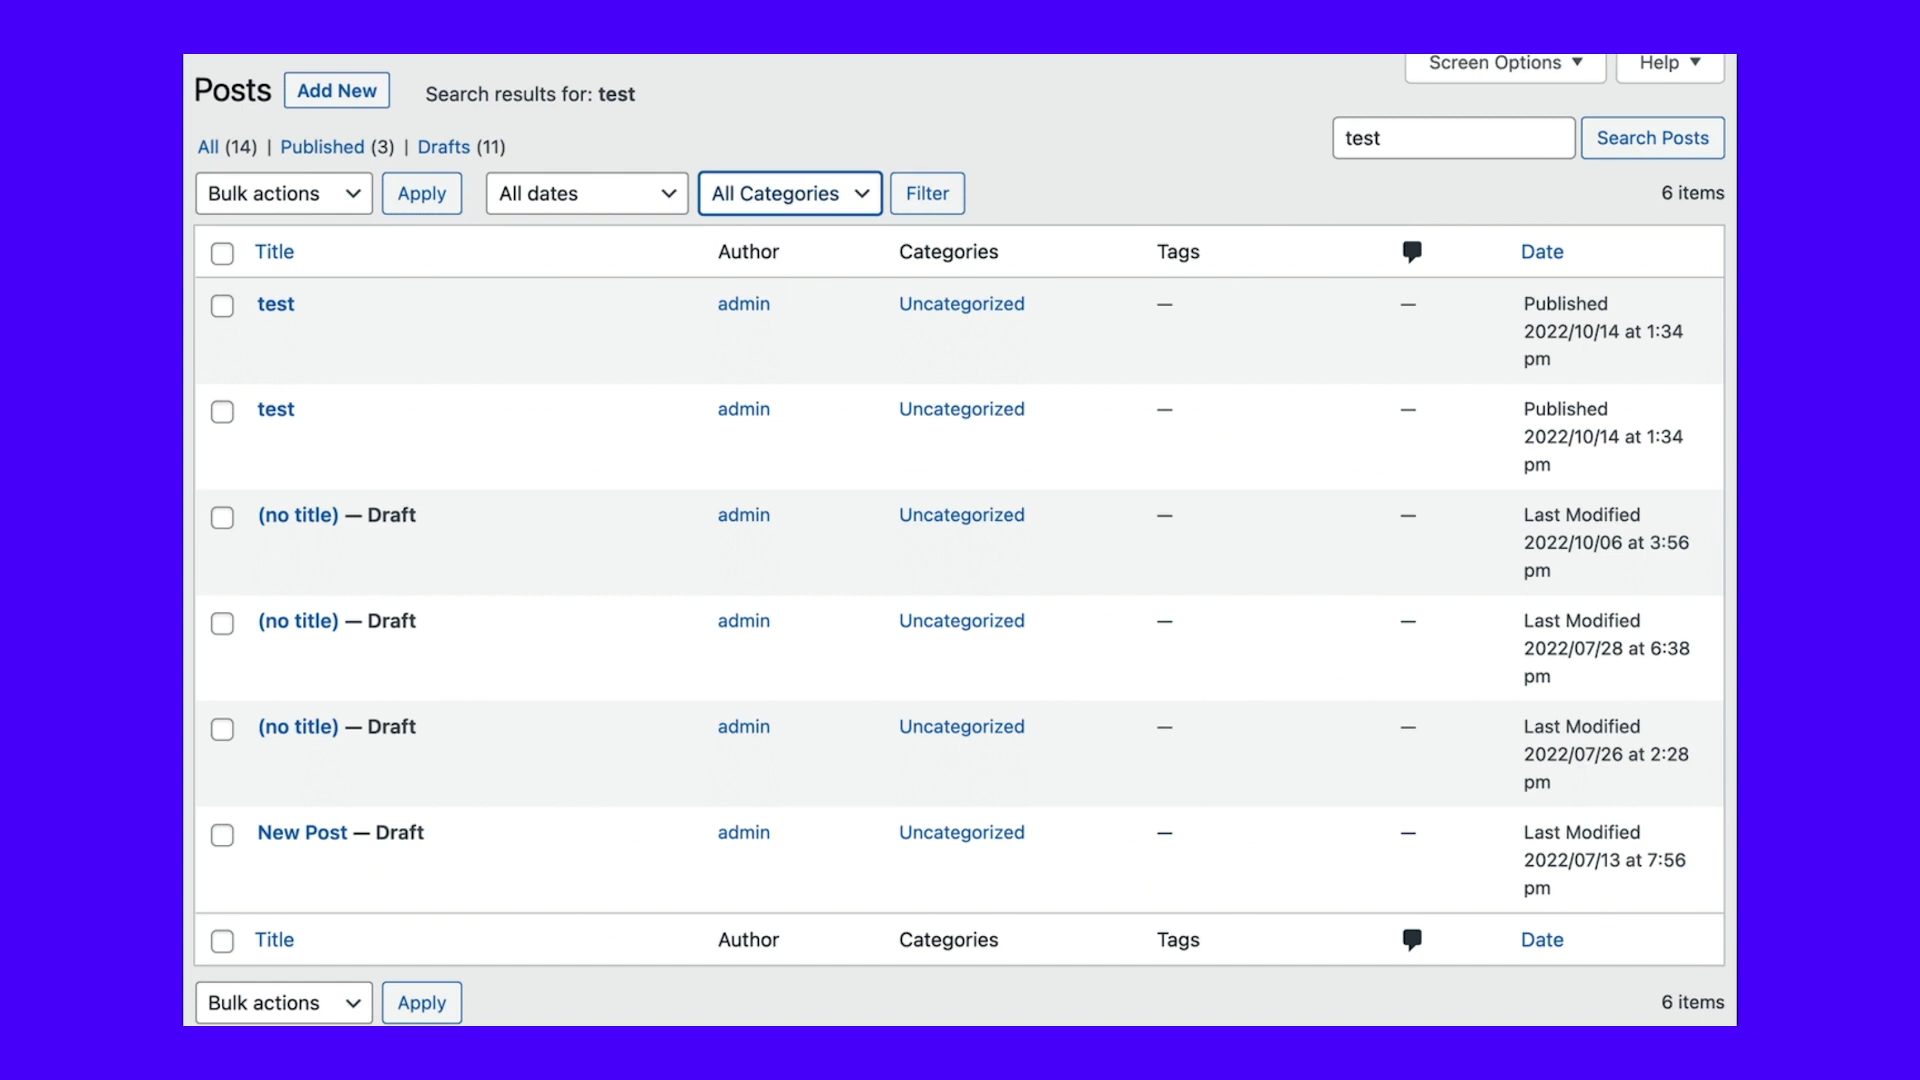 Screen Options ▼ Help ▼
Posts Add New Search results for: test
All (14) | Published (3) | Drafts (11)
test Search Posts
Bulk actions Apply All dates All Categories Filter 6 items
Title Author Categories Tags Date
test admin Uncategorized — — Published
2022/10/14 at 1:34
pm
test admin Uncategorized — — Published
2022/10/14 at 1:34
pm
(no title) — Draft admin Uncategorized — — Last Modified
2022/10/06 at 3:56
pm
(no title) — Draft admin Uncategorized — — Last Modified
2022/07/28 at 6:38
pm
(no title) — Draft admin Uncategorized — — Last Modified
2022/07/26 at 2:28
pm
New Post — Draft admin Uncategorized — — Last Modified
2022/07/13 at 7:56
pm
Title Author Categories Tags Date
Bulk actions Apply 6 items